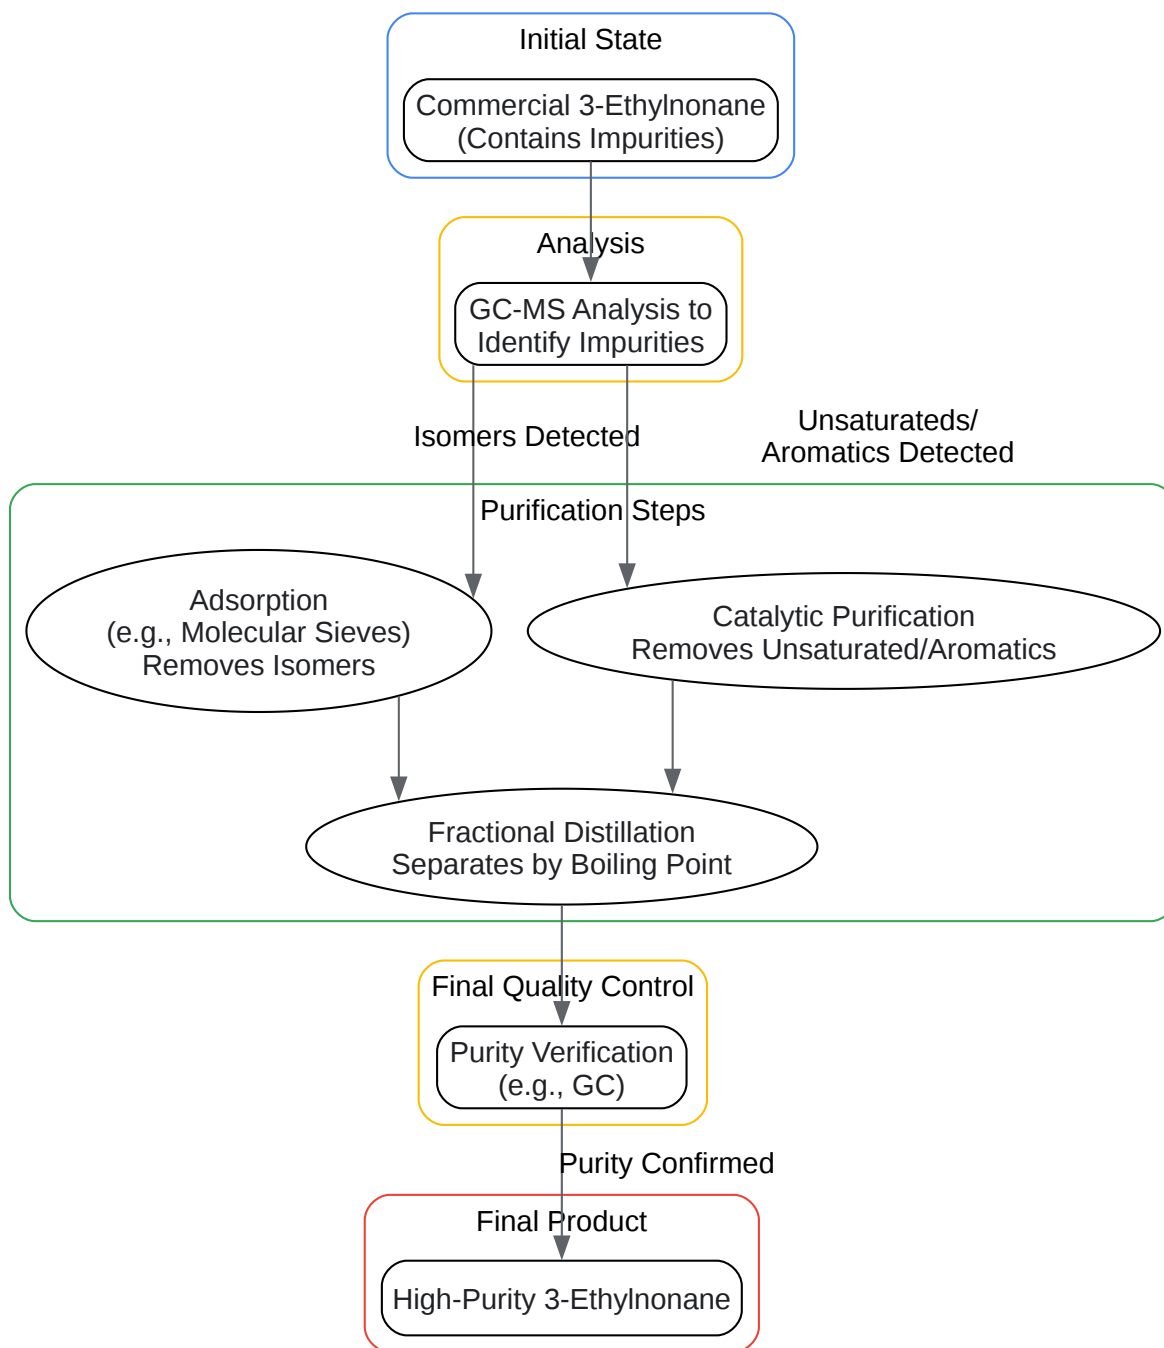 Initial State
Commercial 3-Ethylnonane
(Contains Impurities)
Analysis
GC-MS Analysis to
Identify Impurities
Isomers Detected
Unsaturateds/
Aromatics Detected
Purification Steps
Adsorption
(e.g., Molecular Sieves)
Removes Isomers
Catalytic Purification
Removes Unsaturated/Aromatics
Fractional Distillation
Separates by Boiling Point
Final Quality Control
Purity Verification
(e.g., GC)
Purity Confirmed
Final Product
High-Purity 3-Ethylnonane